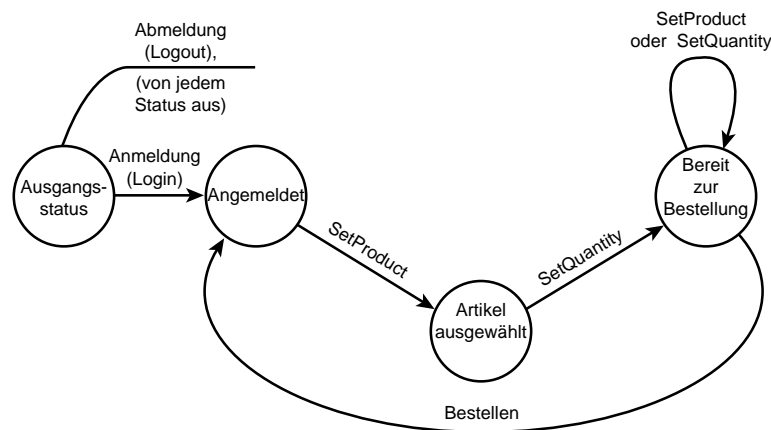 Abmeldung
(Logout),
(von jedem
Status aus)
SetProduct
oder SetQuantity
Ausgangs-
status
Anmeldung
(Login)
Angemeldet
SetProduct
Artikel
ausgewählt
SetQuantity
Bereit
zur
Bestellung
Bestellen